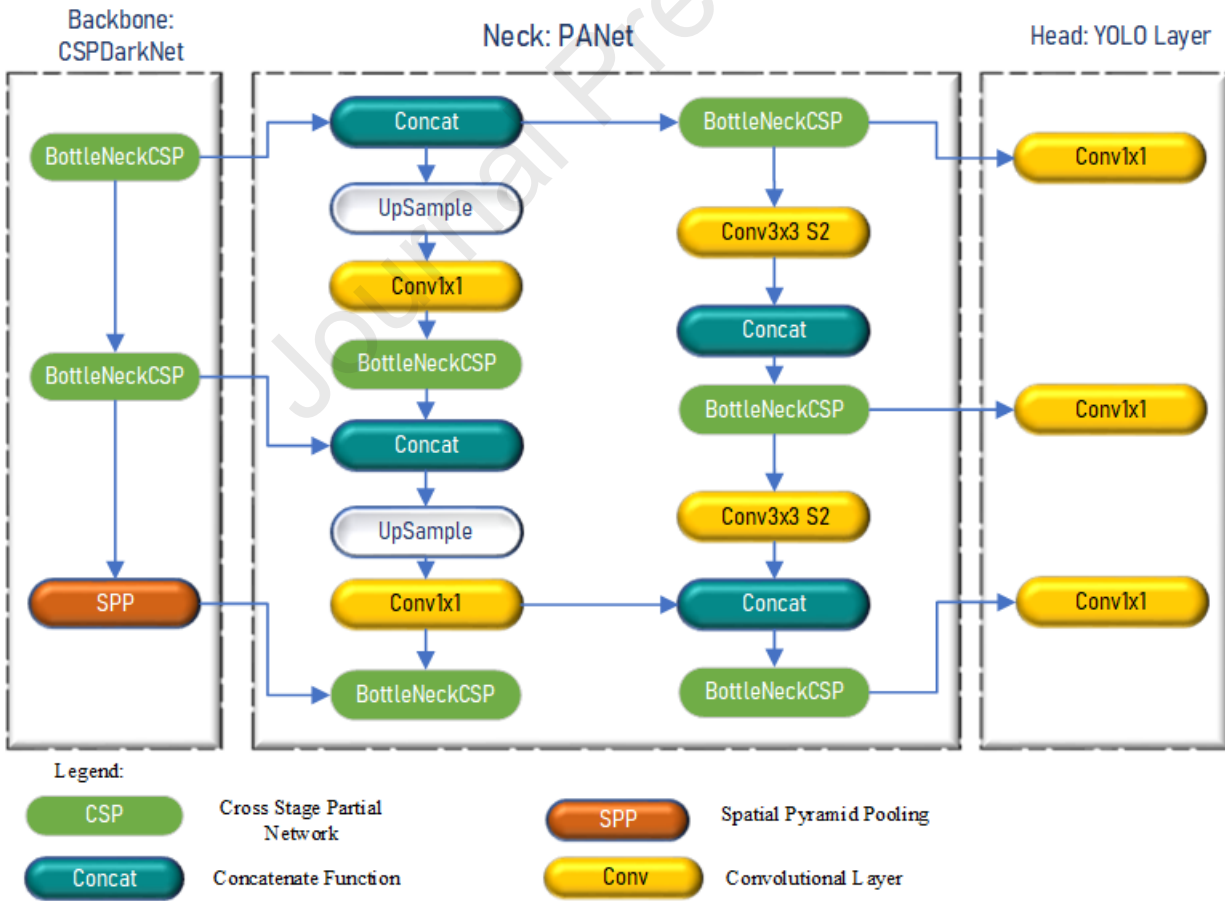 Backbone:
CSPDarkNet
Neck: PANet
Head: YOLO Layer
Journal Pre
BottleNeckCSP
BottleNeckCSP
SPP
Concat
UpSample
Conv1x1
BottleNeckCSP
Concat
UpSample
Conv1x1
BottleNeckCSP
BottleNeckCSP
Conv3x3 S2
Concat
BottleNeckCSP
Conv3x3 S2
Concat
BottleNeckCSP
Conv1x1
Conv1x1
Conv1x1
Legend:
CSP
Cross Stage Partial
Network
SPP
Spatial Pyramid Pooling
Concat
Concatenate Function
Conv
Convolutional Layer